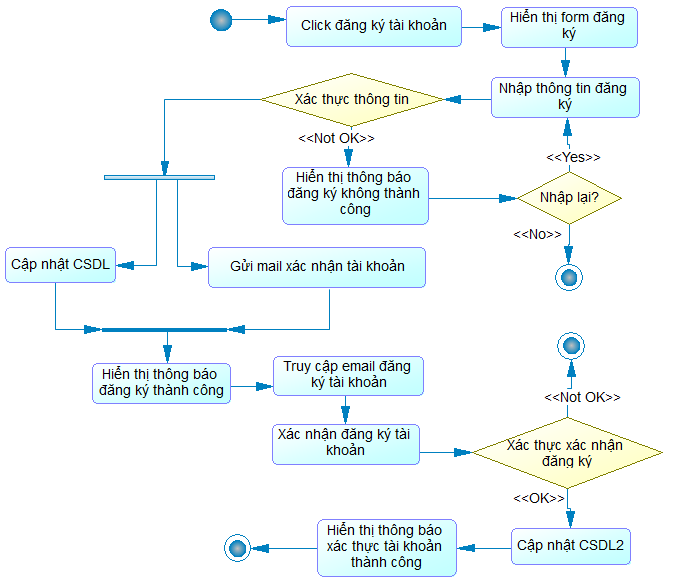 Click đăng ký tài khoản
Hiển thị form đăng
ký
Nhập thông tin đăng
ký
Xác thực thông tin
<<Not OK>>
<<Yes>>
Hiển thị thông báo
đăng ký không thành
công
Nhập lại?
<<No>>
Cập nhật CSDL
Gửi mail xác nhận tài khoản
Hiển thị thông báo
đăng ký thành công
Truy cập email đăng
ký tài khoản
<<Not OK>>
Xác nhận đăng ký tài
khoản
Xác thực xác nhận
đăng ký
<<OK>>
Hiển thị thông báo
xác thực tài khoản
thành công
Cập nhật CSDL2